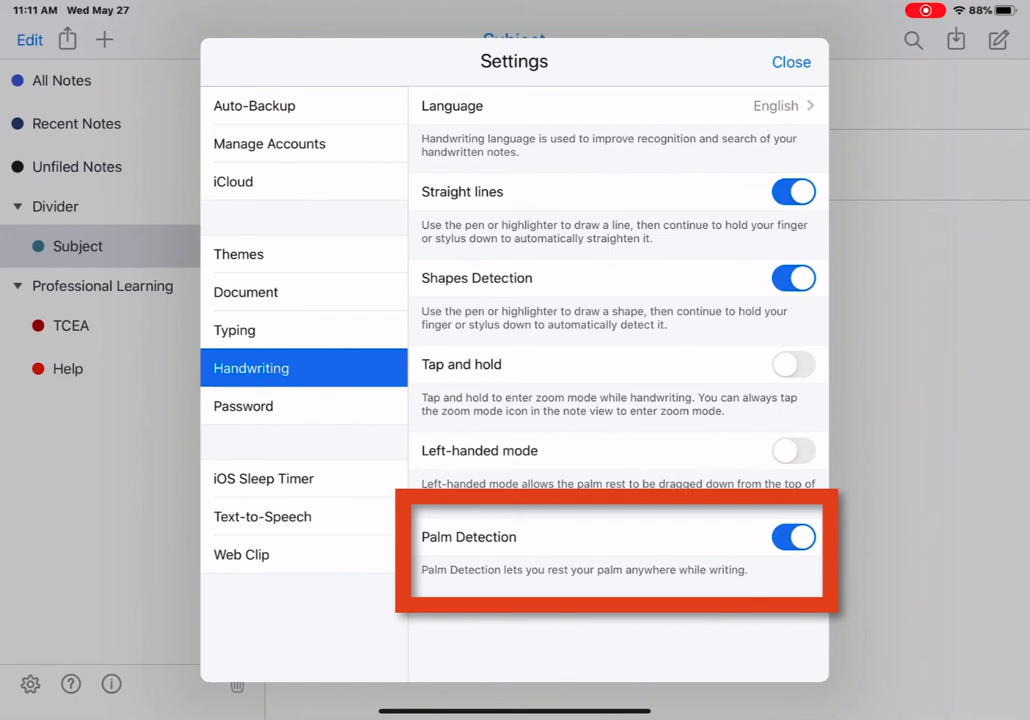 11:11 AM Wed May 27
88%
Edit
Subject
Settings
Close
All Notes
Recent Notes
Unfiled Notes
Divider
Subject
Professional Learning
TCEA
Help
Auto-Backup
Manage Accounts
iCloud
Themes
Document
Typing
Handwriting
Password
iOS Sleep Timer
Text-to-Speech
Web Clip
Language English
Handwriting language is used to improve recognition and search of your
handwritten notes.
Straight lines
Use the pen or highlighter to draw a line, then continue to hold your finger
or stylus down to automatically straighten it.
Shapes Detection
Use the pen or highlighter to draw a shape, then continue to hold your
finger or stylus down to automatically detect it.
Tap and hold
Tap and hold to enter zoom mode while handwriting. You can always tap
the zoom mode icon in the note view to enter zoom mode.
Left-handed mode
Left-handed mode allows the palm rest to be dragged down from the top of
Palm Detection
Palm Detection lets you rest your palm anywhere while writing.